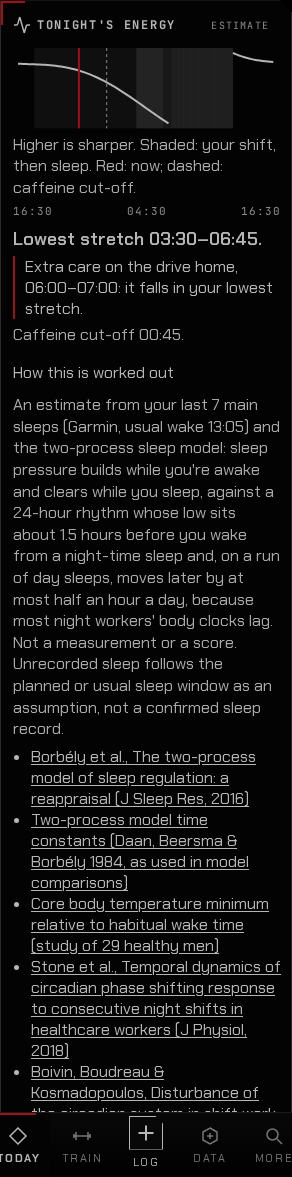 TONIGHT'S ENERGY
ESTIMATE
Higher is sharper. Shaded: your shift,
then sleep. Red: now; dashed:
caffeine cut-off.
16:30 04:30 16:30
Lowest stretch 03:30–06:45.
Extra care on the drive home,
06:00–07:00: it falls in your lowest
stretch.
Caffeine cut-off 00:45.
How this is worked out
An estimate from your last 7 main
sleeps (Garmin, usual wake 13:05) and
the two-process sleep model: sleep
pressure builds while you're awake
and clears while you sleep, against a
24-hour rhythm whose low sits
about 1.5 hours before you wake
from a night-time sleep and, on a run
of day sleeps, moves later by at
most half an hour a day, because
most night workers' body clocks lag.
Not a measurement or a score.
Unrecorded sleep follows the
planned or usual sleep window as an
assumption, not a confirmed sleep
record.
• Borbély et al., The two-process
model of sleep regulation: a
reappraisal (J Sleep Res, 2016)
• Two-process model time
constants (Daan, Beersma &
Borbély 1984, as used in model
comparisons)
• Core body temperature minimum
relative to habitual wake time
(study of 29 healthy men)
• Stone et al., Temporal dynamics of
circadian phase shifting response
to consecutive night shifts in
healthcare workers (J Physiol,
2018)
• Boivin, Boudreau &
Kosmadopoulos, Disturbance of
the circadian system in shift work
TODAY
TRAIN
LOG
DATA
MORE